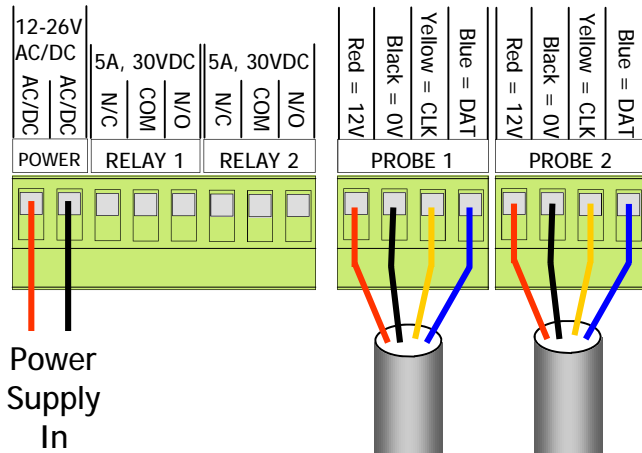 12-26V
AC/DC
AC/DC
AC/DC
5A, 30VDC
N/C
COM
N/O
5A, 30VDC
N/C
COM
N/O
Red = 12V
Black = 0V
Yellow = CLK
Blue = DAT
Red = 12V
Black = 0V
Yellow = CLK
Blue = DAT
POWER
RELAY 1
RELAY 2
PROBE 1
PROBE 2
Power
Supply
In